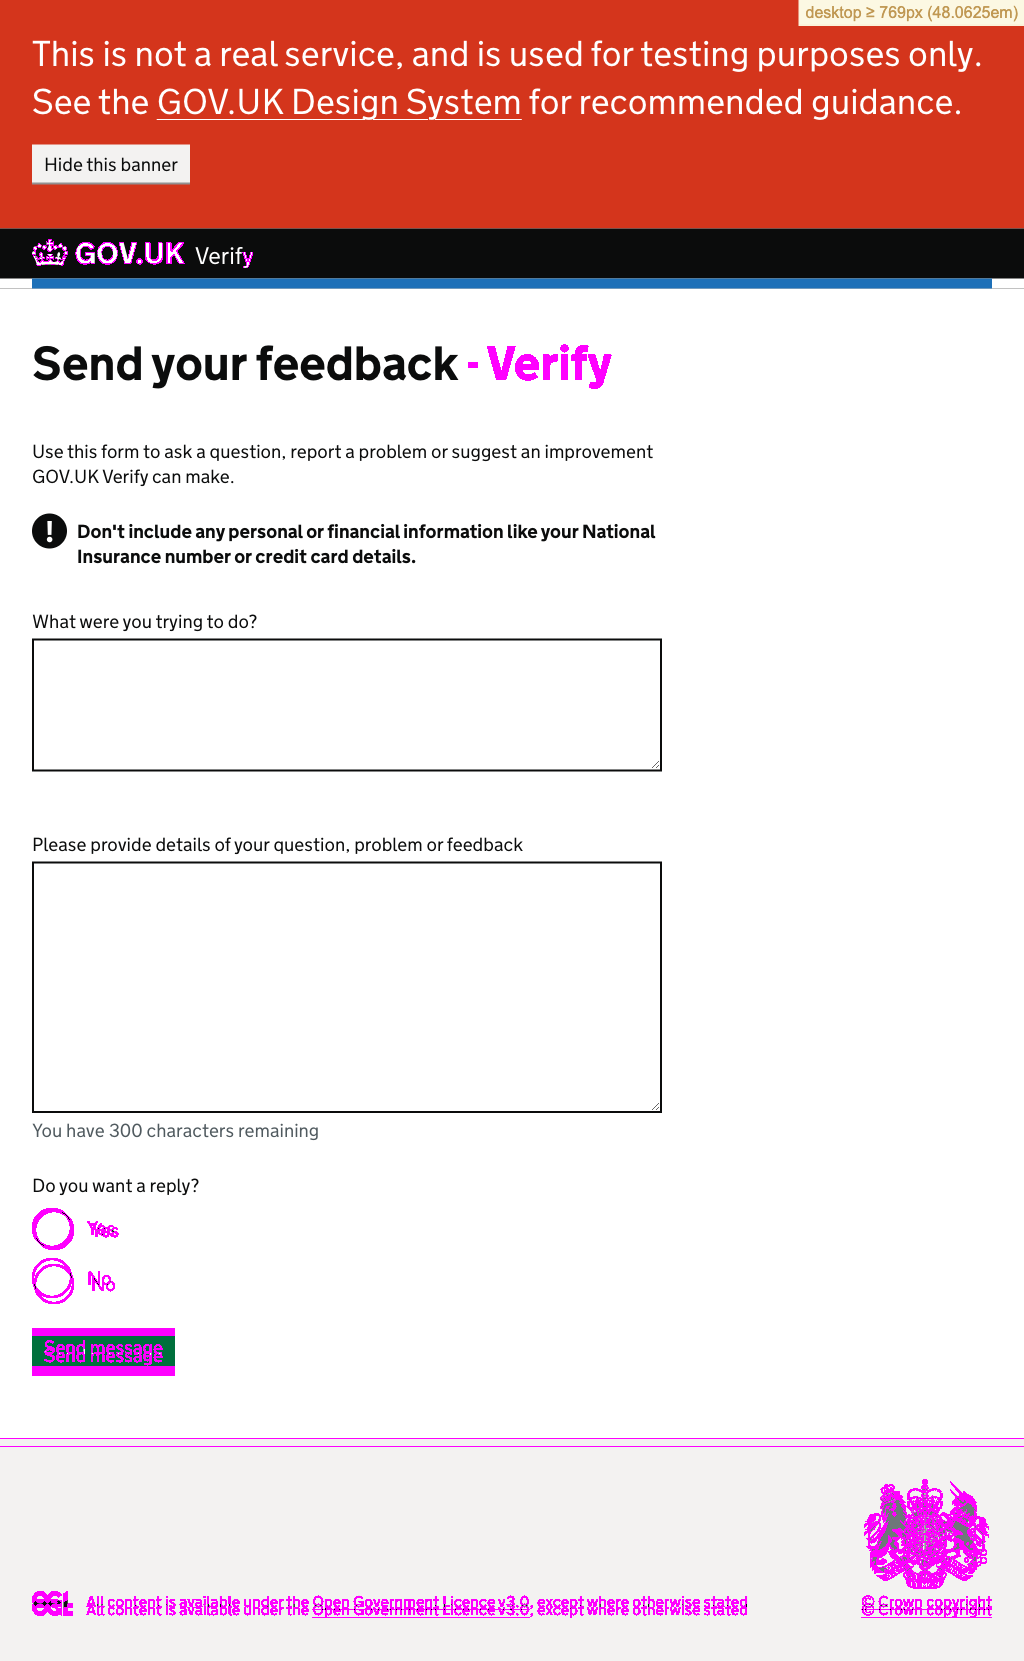 desktop ≥ 769px (48.0625em)
This is not a real service, and is used for testing purposes only.
See the GOV.UK Design System for recommended guidance.
Hide this banner
GOV.UK Verify
Send your feedback - Verify
Use this form to ask a question, report a problem or suggest an improvement
GOV.UK Verify can make.
! Don't include any personal or financial information like your National
Insurance number or credit card details.
What were you trying to do?
Please provide details of your question, problem or feedback
You have 300 characters remaining
Do you want a reply?
Yes
No
Send message
OGL All content is available under the Open Government Licence v3.0, except where otherwise stated
© Crown copyright